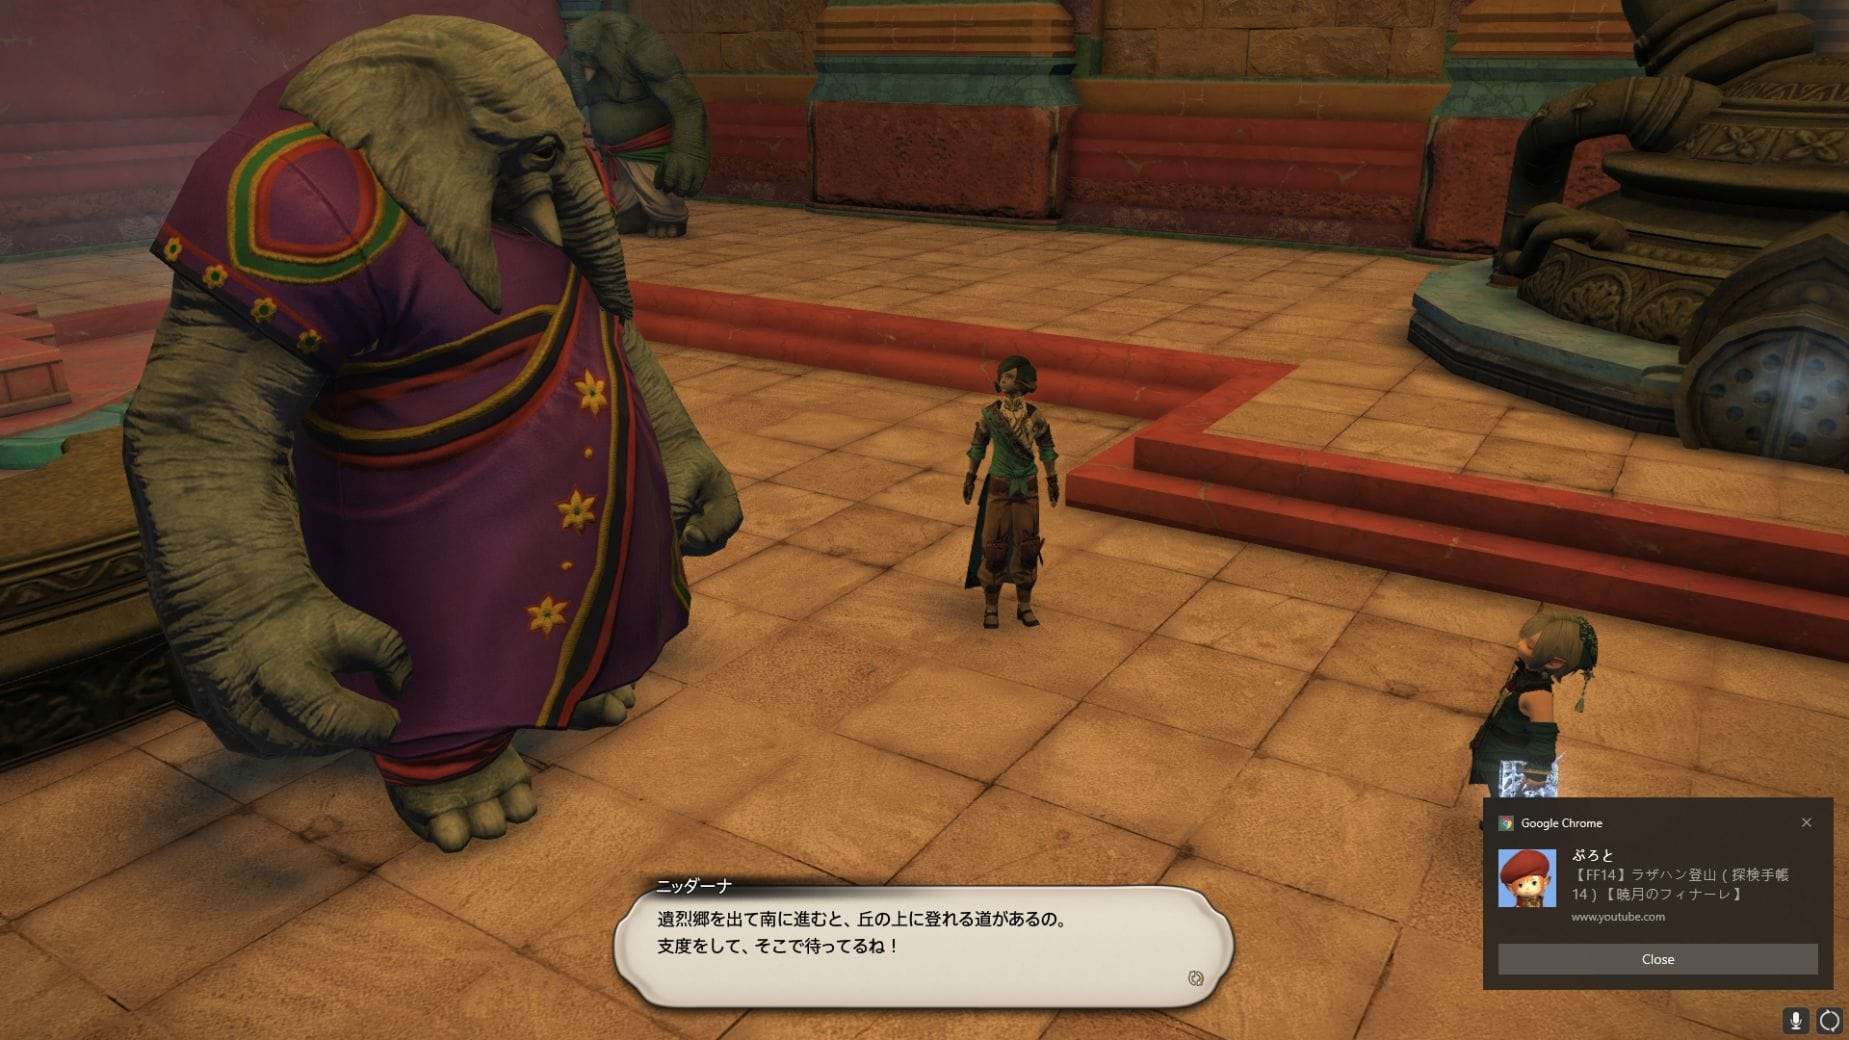 ニッダーナ
遺烈郷を出て南に進むと、丘の上に登れる道があるの。
支度をして、そこで待ってるね！
Google Chrome
ぷろと
【FF14】ラザハン登山 ( 探検手帳
14 ) 【暁月のフィナーレ】
www.youtube.com
Close